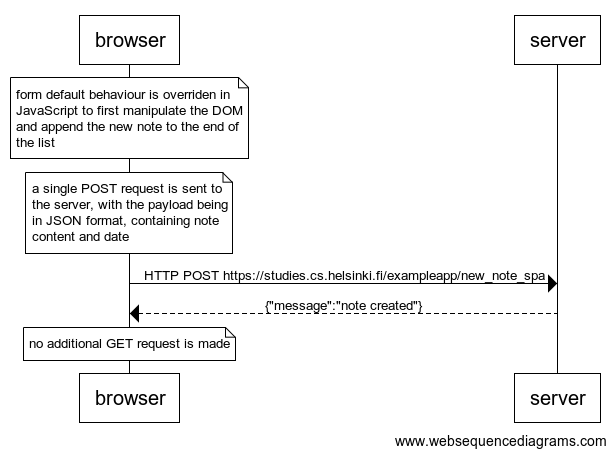 browser
server
form default behaviour is overriden in
JavaScript to first manipulate the DOM
and append the new note to the end of
the list
a single POST request is sent to
the server, with the payload being
in JSON format, containing note
content and date
HTTP POST https://studies.cs.helsinki.fi/exampleapp/new_note_spa
{"message":"note created"}
no additional GET request is made
browser
server
www.websequencediagrams.com